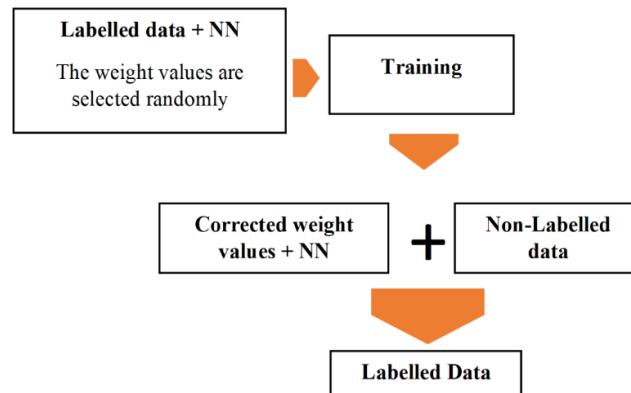 Labelled data + NN
The weight values are
selected randomly
Training
Corrected weight
values + NN
+
Non-Labelled
data
Labelled Data